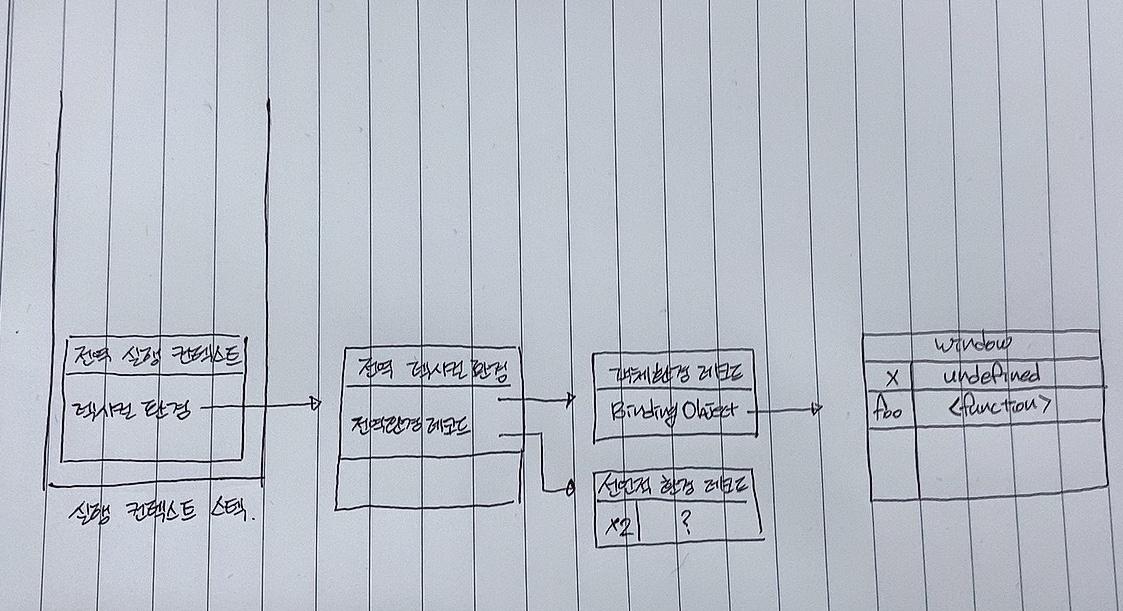 전역 실행 컨텍스트
렉시컬 환경
실행 컨텍스트 스택.
전역 렉시컬 환경
전역환경 레코드
객체환경 레코드
Binding Object
선언적 환경 레코드
x2 ?
window
x undefined
foo <function>